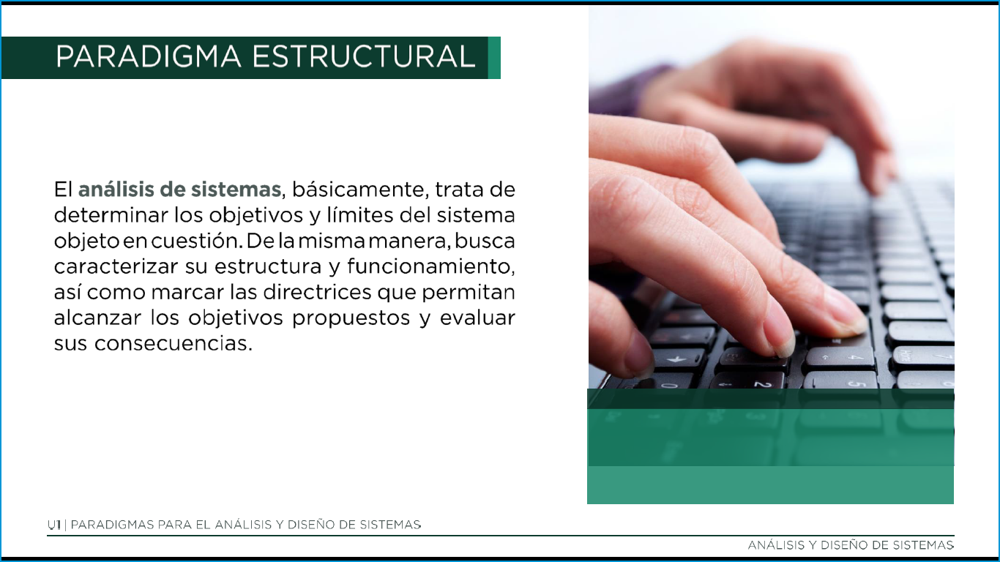 PARADIGMA ESTRUCTURAL
El análisis de sistemas, básicamente, trata de
determinar los objetivos y límites del sistema
objeto en cuestión. De la misma manera, busca
caracterizar su estructura y funcionamiento,
así como marcar las directrices que permitan
alcanzar los objetivos propuestos y evaluar
sus consecuencias.
U1 | PARADIGMAS PARA EL ANÁLISIS Y DISEÑO DE SISTEMAS
ANÁLISIS Y DISEÑO DE SISTEMAS